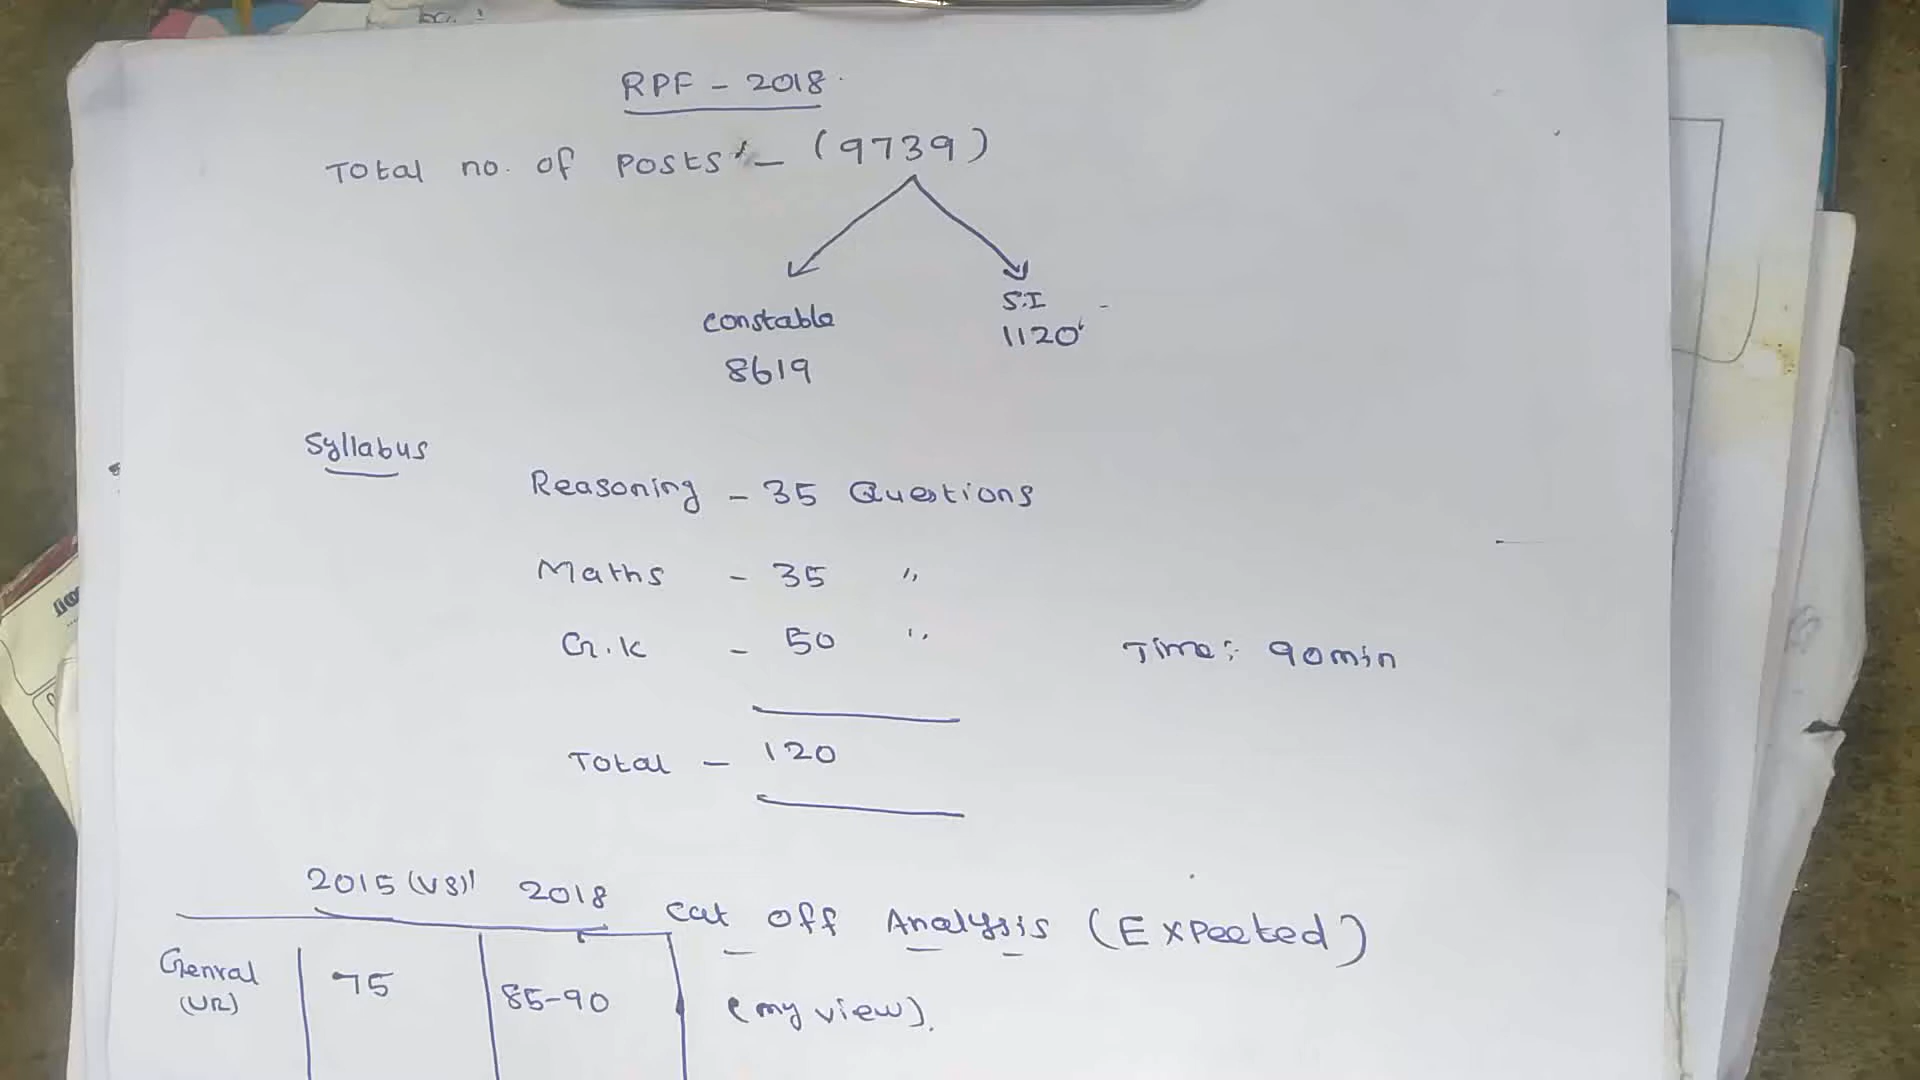 RPF - 2018
Total no. of posts - (9739)
constable
8619
S.I
1120
Syllabus
Reasoning - 35 Questions
Maths - 35 "
G.K - 50 "
Time: 90min
Total - 120
2015 (VS) 2018 Cut off Analysis (Expected)
Genral 75 85-90 (my view).
(UR)